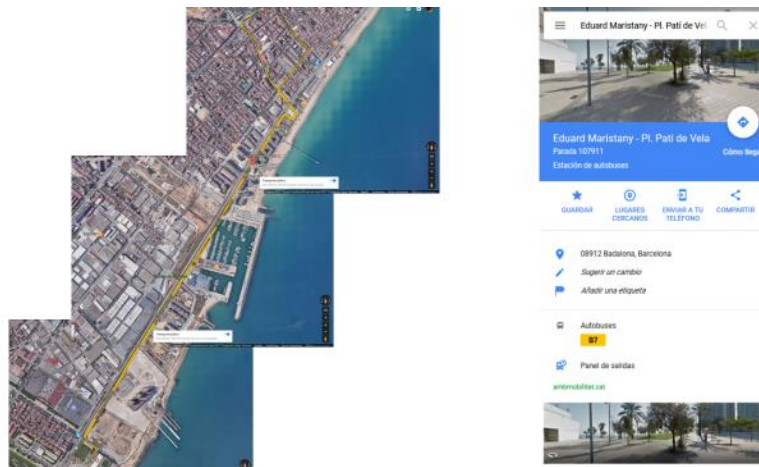 Eduard Maristany - Pl. Pati de Vel
Eduard Maristany - Pl. Pati de Vela
Parada 107911
Cómo llega
Estación de autobuses
GUARDAR
LUGARES CERCANOS
ENVIAR A TU TELÉFONO
COMPARTIR
08912 Badalona, Barcelona
Sugerir un cambio
Añadir una etiqueta
Autobuses
B7
Panel de salidas
ambmobilitat.cat